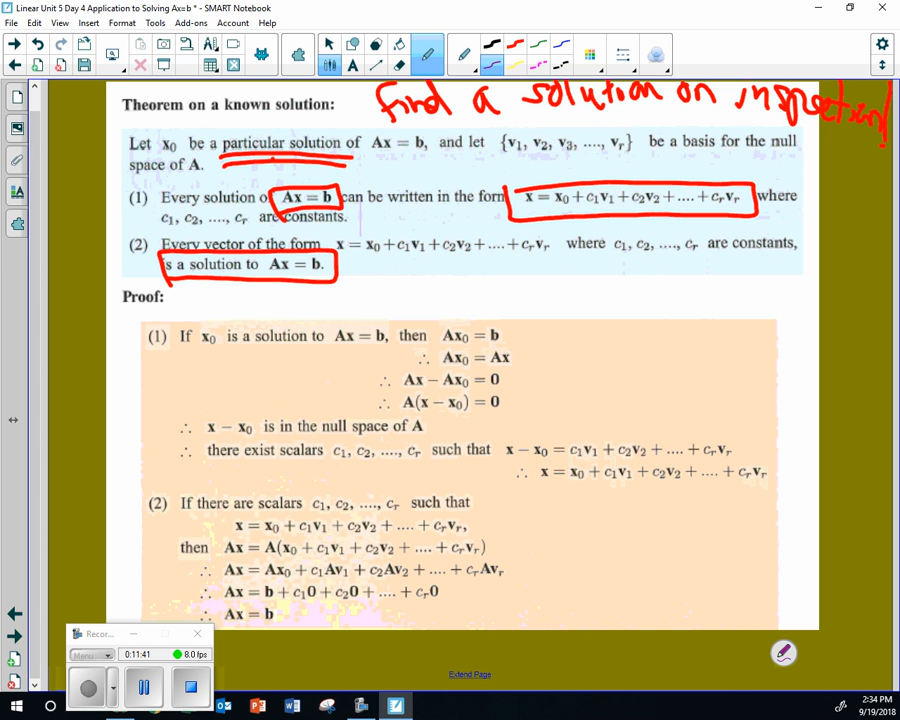 Linear Unit 5 Day 4 Application to Solving Ax=b * - SMART Notebook
File Edit View Insert Format Tools Add-ons Account Help
find a solution on inspection!
Theorem on a known solution:
Let x₀ be a particular solution of Ax = b, and let {v₁, v₂, v₃, ...., vᵣ} be a basis for the null
space of A.
(1) Every solution of Ax = b can be written in the form x = x₀ + c₁v₁ + c₂v₂ + .... + cᵣvᵣ where
c₁, c₂, ...., cᵣ are constants.
(2) Every vector of the form x = x₀ + c₁v₁ + c₂v₂ + .... + cᵣvᵣ where c₁, c₂, ...., cᵣ are constants,
is a solution to Ax = b.
Proof:
(1) If x₀ is a solution to Ax = b, then Ax₀ = b
∴ Ax₀ = Ax
∴ Ax − Ax₀ = 0
∴ A(x − x₀) = 0
∴ x − x₀ is in the null space of A
∴ there exist scalars c₁, c₂, ...., cᵣ such that x − x₀ = c₁v₁ + c₂v₂ + .... + cᵣvᵣ
∴ x = x₀ + c₁v₁ + c₂v₂ + .... + cᵣvᵣ
(2) If there are scalars c₁, c₂, ...., cᵣ such that
x = x₀ + c₁v₁ + c₂v₂ + .... + cᵣvᵣ,
then Ax = A(x₀ + c₁v₁ + c₂v₂ + .... + cᵣvᵣ)
∴ Ax = Ax₀ + c₁Av₁ + c₂Av₂ + .... + cᵣAvᵣ
∴ Ax = b + c₁0 + c₂0 + .... + cᵣ0
∴ Ax = b
Recor...
Menu 0:11:41 8.0 fps
Extend Page
2:34 PM
9/19/2018